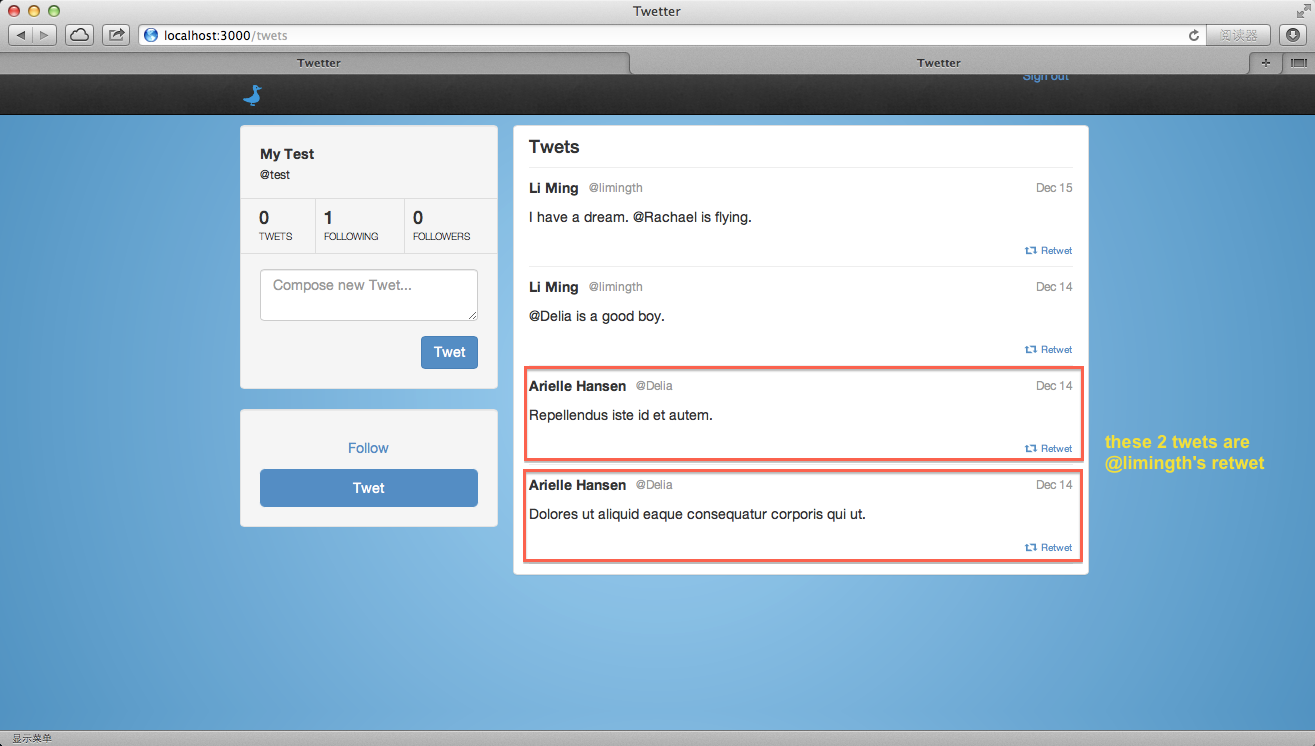 Twetter
localhost:3000/twets
阅读器
Twetter
Twetter
Sign out
My Test
@test
0
TWETS
1
FOLLOWING
0
FOLLOWERS
Compose new Twet...
Twet
Follow
Twet
Twets
Li Ming @limingth Dec 15
I have a dream. @Rachael is flying.
Retwet
Li Ming @limingth Dec 14
@Delia is a good boy.
Retwet
Arielle Hansen @Delia Dec 14
Repellendus iste id et autem.
Retwet
Arielle Hansen @Delia Dec 14
Dolores ut aliquid eaque consequatur corporis qui ut.
Retwet
these 2 twets are
@limingth's retwet
显示菜单